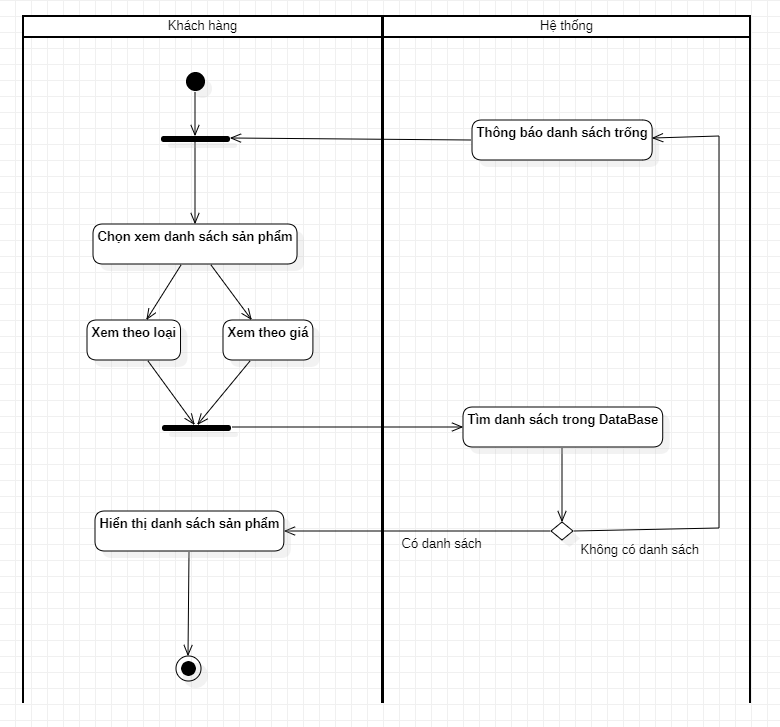 Khách hàng
Hệ thống
Thông báo danh sách trống
Chọn xem danh sách sản phẩm
Xem theo loại
Xem theo giá
Tìm danh sách trong DataBase
Hiển thị danh sách sản phẩm
Có danh sách
Không có danh sách